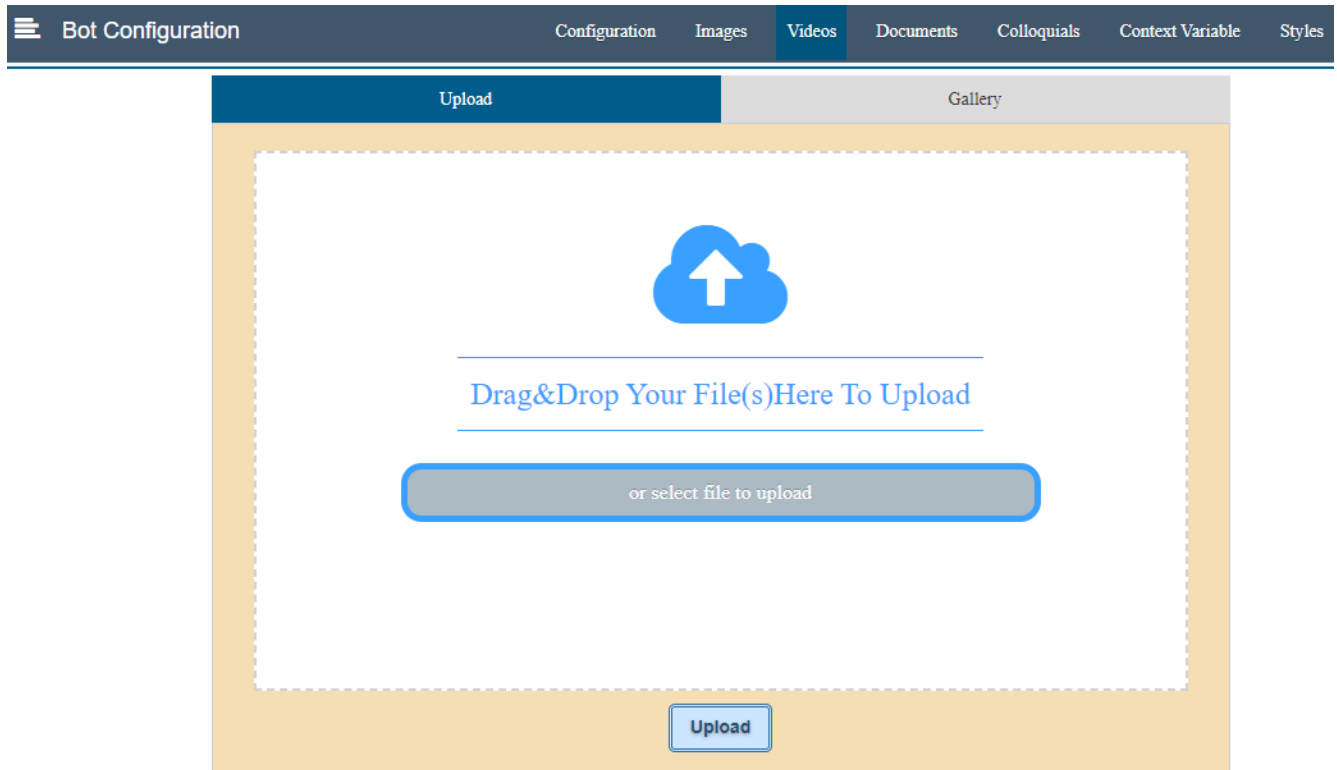 Bot Configuration Configuration Images Videos Documents Colloquials Context Variable Styles
Upload Gallery
Drag&Drop Your File(s)Here To Upload
or select file to upload
Upload